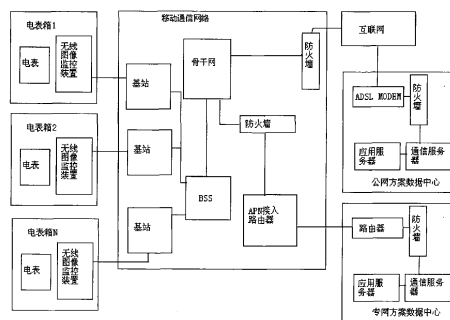 电表箱1
电表
无线
图像
监控
装置
电表箱2
电表
无线
图像
监控
装置
电表箱N
电表
无线
图像
监控
装置
移动通信网络
基站
基站
基站
骨干网
防火墙
防火墙
BSS
APN接入
路由器
互联网
ADSL MODEM
防火墙
应用服
务器
通信服务
器
公网方案数据中心
路由器
防火墙
应用服
务器
通信服务
器
专网方案数据中心